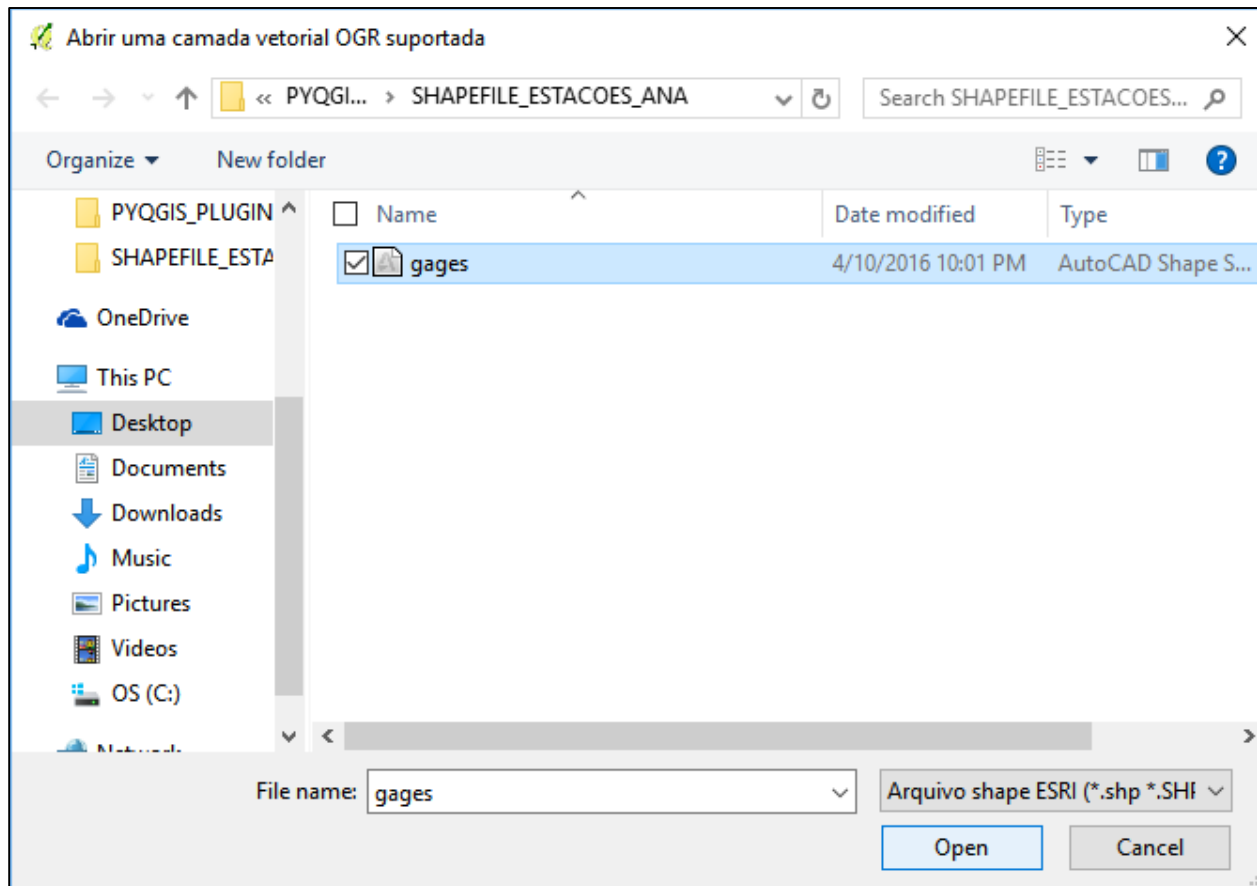 Abrir uma camada vetorial OGR suportada
« PYQGI... > SHAPEFILE_ESTACOES_ANA
Search SHAPEFILE_ESTACOES...
Organize
New folder
PYQGIS_PLUGIN
SHAPEFILE_ESTA
OneDrive
This PC
Desktop
Documents
Downloads
Music
Pictures
Videos
OS (C:)
Network
Name
Date modified
Type
gages
4/10/2016 10:01 PM
AutoCAD Shape S...
File name:
gages
Arquivo shape ESRI (*.shp *.SHI
Open
Cancel